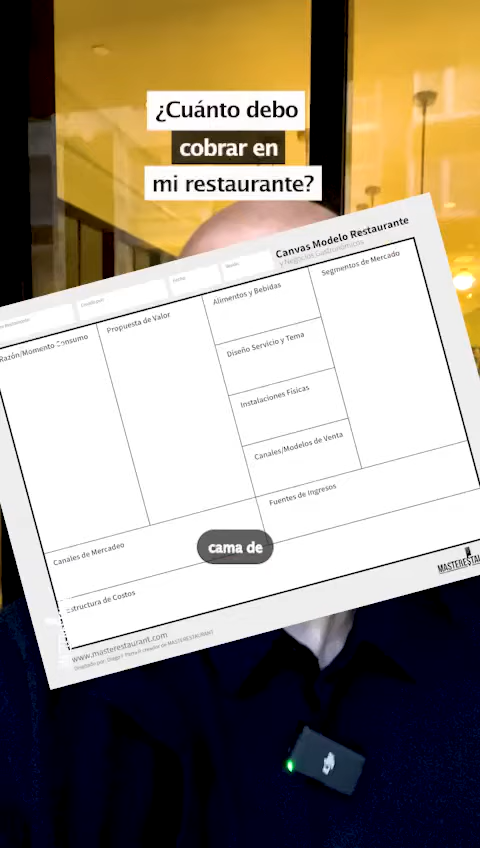 ¿Cuánto debo
cobrar en
mi restaurante?
Canvas Modelo Restaurante
y Negocios Gastronómicos
Razón/Momento Consumo
Propuesta de Valor
Alimentos y Bebidas
Segmentos de Mercado
Diseño Servicio y Tema
Instalaciones Físicas
Canales/Modelos de Venta
Canales de Mercadeo
Fuentes de Ingresos
cama de
Estructura de Costos
www.masterestaurant.com